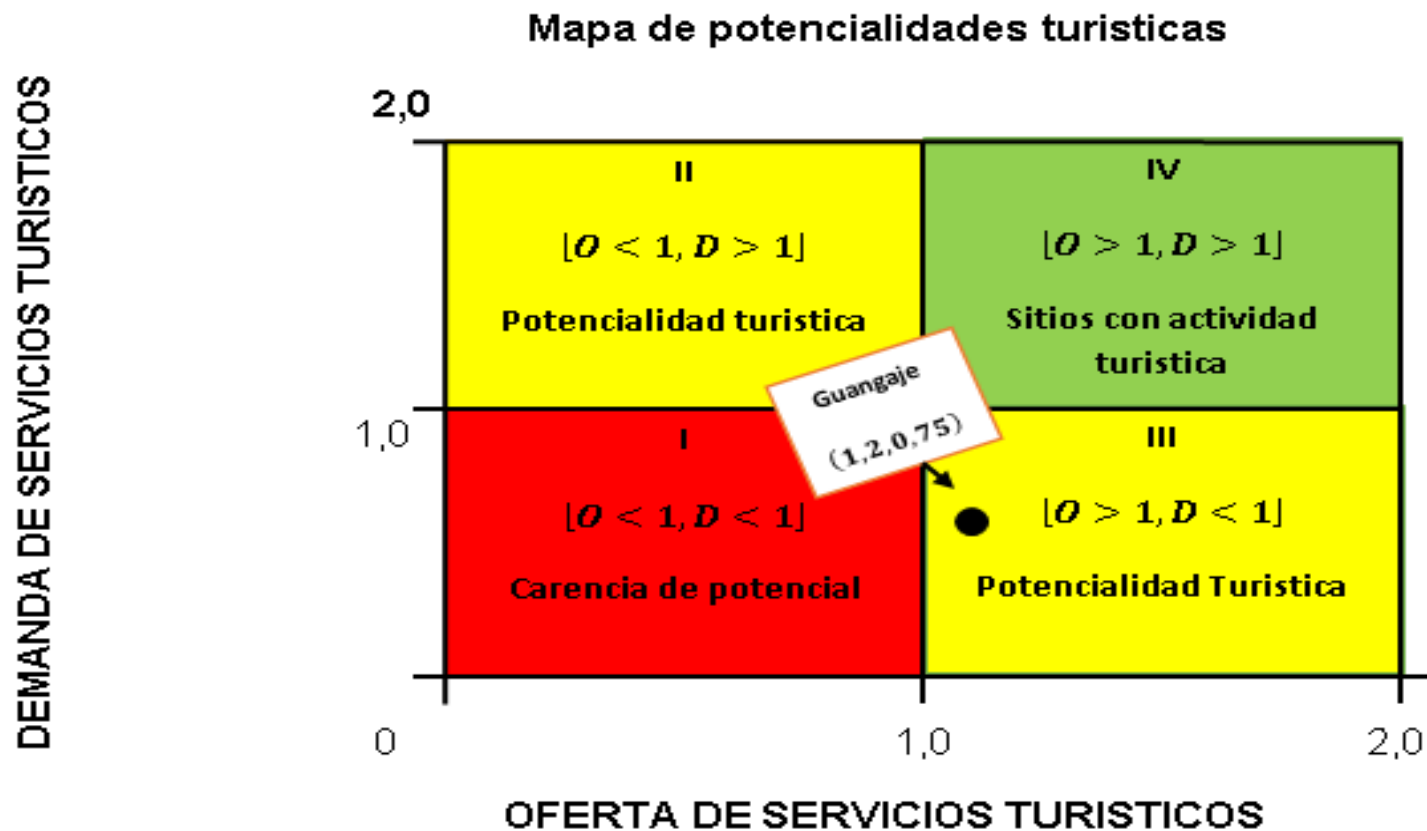 Mapa de potencialidades turisticas
DEMANDA DE SERVICIOS TURISTICOS
2,0
II
⌊O < 1, D > 1⌋
Potencialidad turistica
IV
⌊O > 1, D > 1⌋
Sitios con actividad
turistica
Guangaje
(1,2,0,75)
1,0
I
⌊O < 1, D < 1⌋
Carencia de potencial
III
⌊O > 1, D < 1⌋
Potencialidad Turistica
0
1,0
2,0
OFERTA DE SERVICIOS TURISTICOS